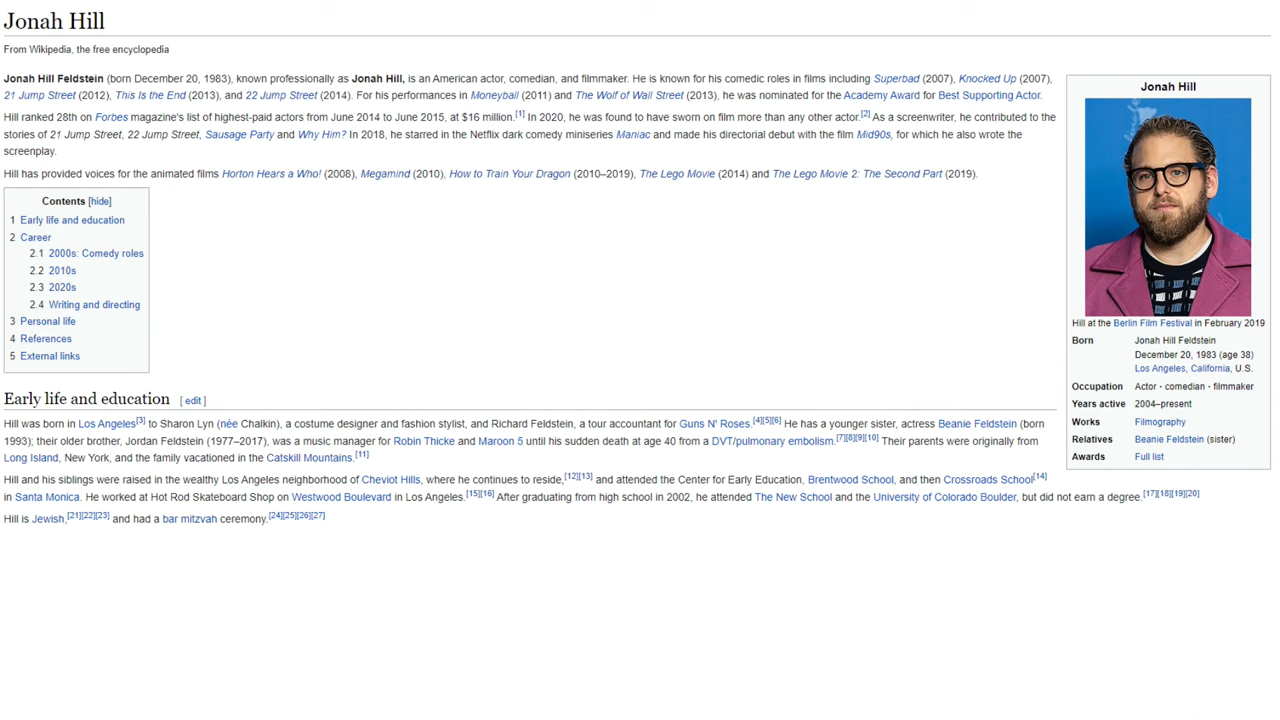 Jonah Hill
From Wikipedia, the free encyclopedia
Jonah Hill Feldstein (born December 20, 1983), known professionally as Jonah Hill, is an American actor, comedian, and filmmaker. He is known for his comedic roles in films including Superbad (2007), Knocked Up (2007),
21 Jump Street (2012), This Is the End (2013), and 22 Jump Street (2014). For his performances in Moneyball (2011) and The Wolf of Wall Street (2013), he was nominated for the Academy Award for Best Supporting Actor.
Hill ranked 28th on Forbes magazine's list of highest-paid actors from June 2014 to June 2015, at $16 million.[1] In 2020, he was found to have sworn on film more than any other actor.[2] As a screenwriter, he contributed to the
stories of 21 Jump Street, 22 Jump Street, Sausage Party and Why Him? In 2018, he starred in the Netflix dark comedy miniseries Maniac and made his directorial debut with the film Mid90s, for which he also wrote the
screenplay.
Hill has provided voices for the animated films Horton Hears a Who! (2008), Megamind (2010), How to Train Your Dragon (2010–2019), The Lego Movie (2014) and The Lego Movie 2: The Second Part (2019).
Contents [hide]
1 Early life and education
2 Career
2.1 2000s: Comedy roles
2.2 2010s
2.3 2020s
2.4 Writing and directing
3 Personal life
4 References
5 External links
Jonah Hill
Hill at the Berlin Film Festival in February 2019
Born Jonah Hill Feldstein
December 20, 1983 (age 38)
Los Angeles, California, U.S.
Occupation Actor · comedian · filmmaker
Years active 2004–present
Works Filmography
Relatives Beanie Feldstein (sister)
Awards Full list
Early life and education [ edit ]
Hill was born in Los Angeles[3] to Sharon Lyn (née Chalkin), a costume designer and fashion stylist, and Richard Feldstein, a tour accountant for Guns N' Roses.[4][5][6] He has a younger sister, actress Beanie Feldstein (born
1993); their older brother, Jordan Feldstein (1977–2017), was a music manager for Robin Thicke and Maroon 5 until his sudden death at age 40 from a DVT/pulmonary embolism.[7][8][9][10] Their parents were originally from
Long Island, New York, and the family vacationed in the Catskill Mountains.[11]
Hill and his siblings were raised in the wealthy Los Angeles neighborhood of Cheviot Hills, where he continues to reside,[12][13] and attended the Center for Early Education, Brentwood School, and then Crossroads School[14]
in Santa Monica. He worked at Hot Rod Skateboard Shop on Westwood Boulevard in Los Angeles.[15][16] After graduating from high school in 2002, he attended The New School and the University of Colorado Boulder, but did not earn a degree.[17][18][19][20]
Hill is Jewish,[21][22][23] and had a bar mitzvah ceremony.[24][25][26][27]